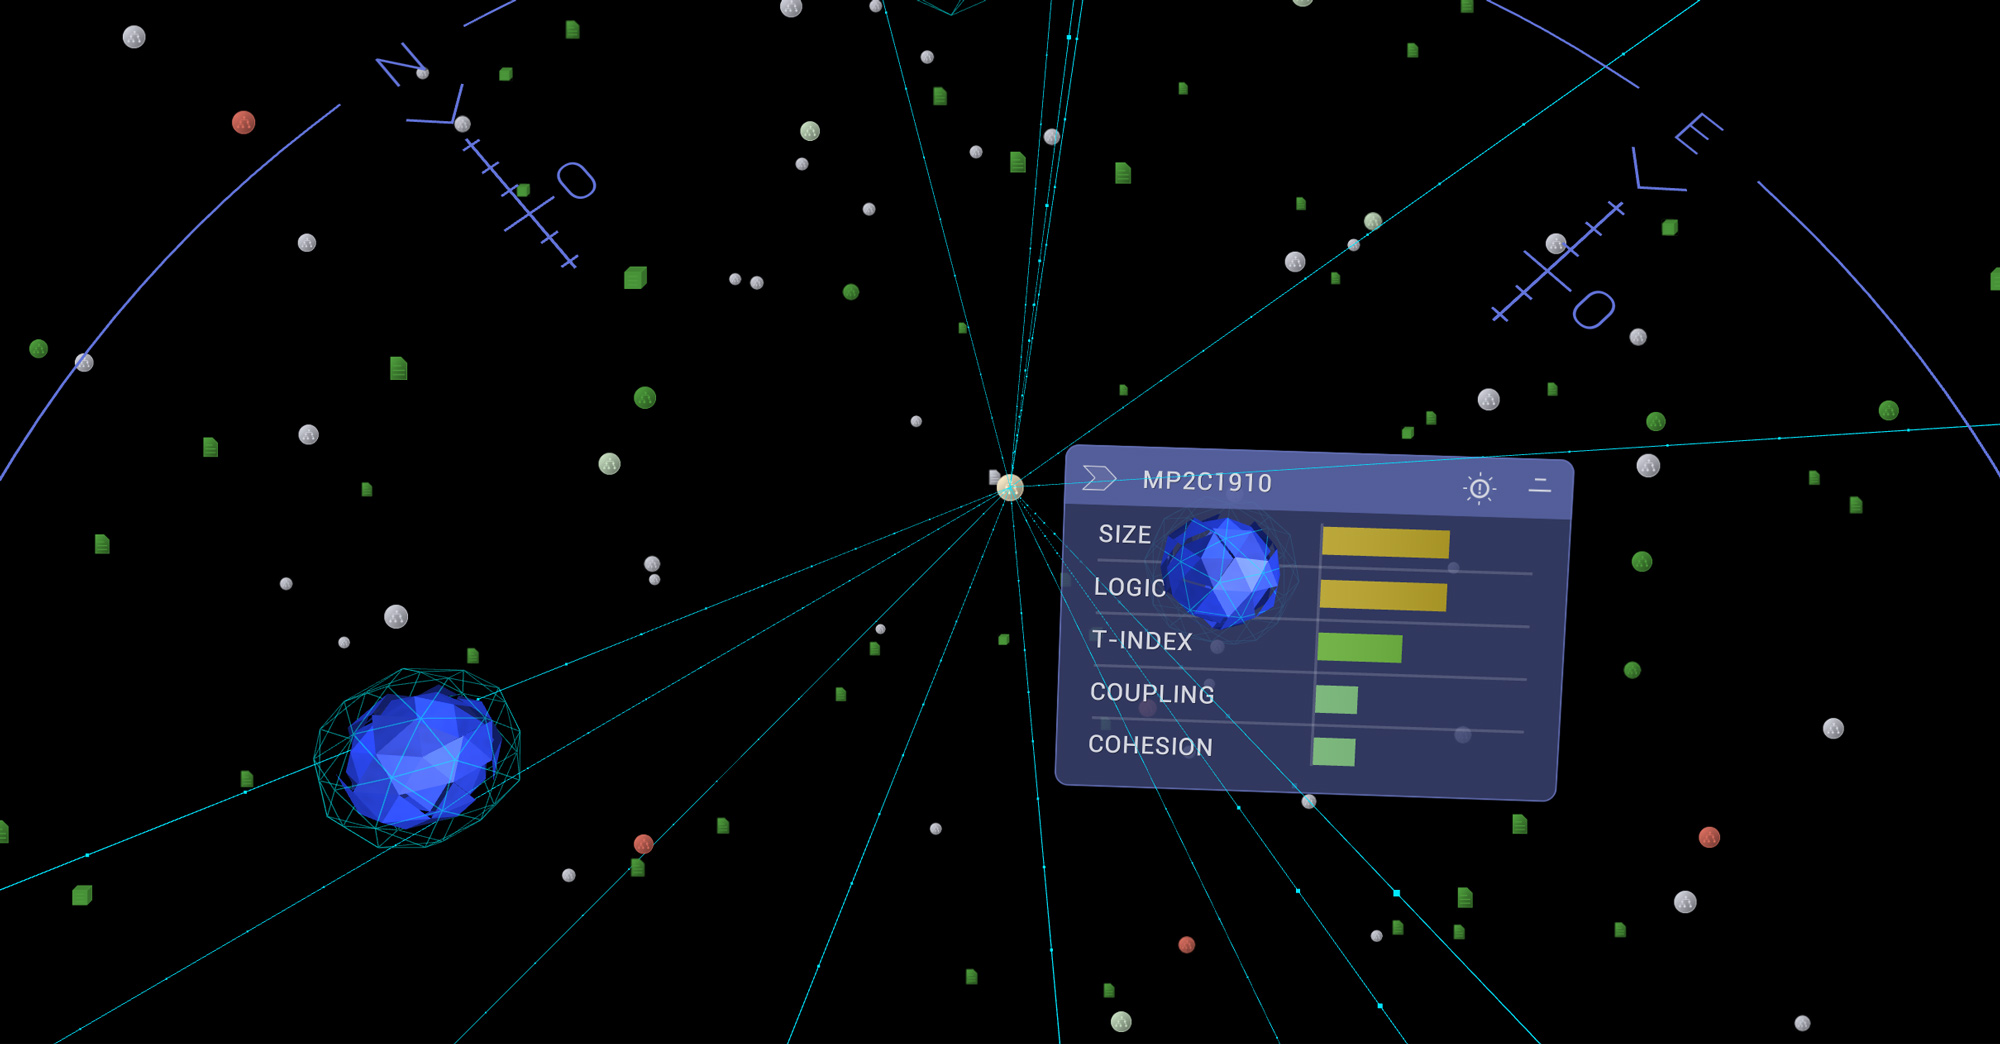 N
O
E
O
MP2C1910
SIZE
LOGIC
T-INDEX
COUPLING
COHESION